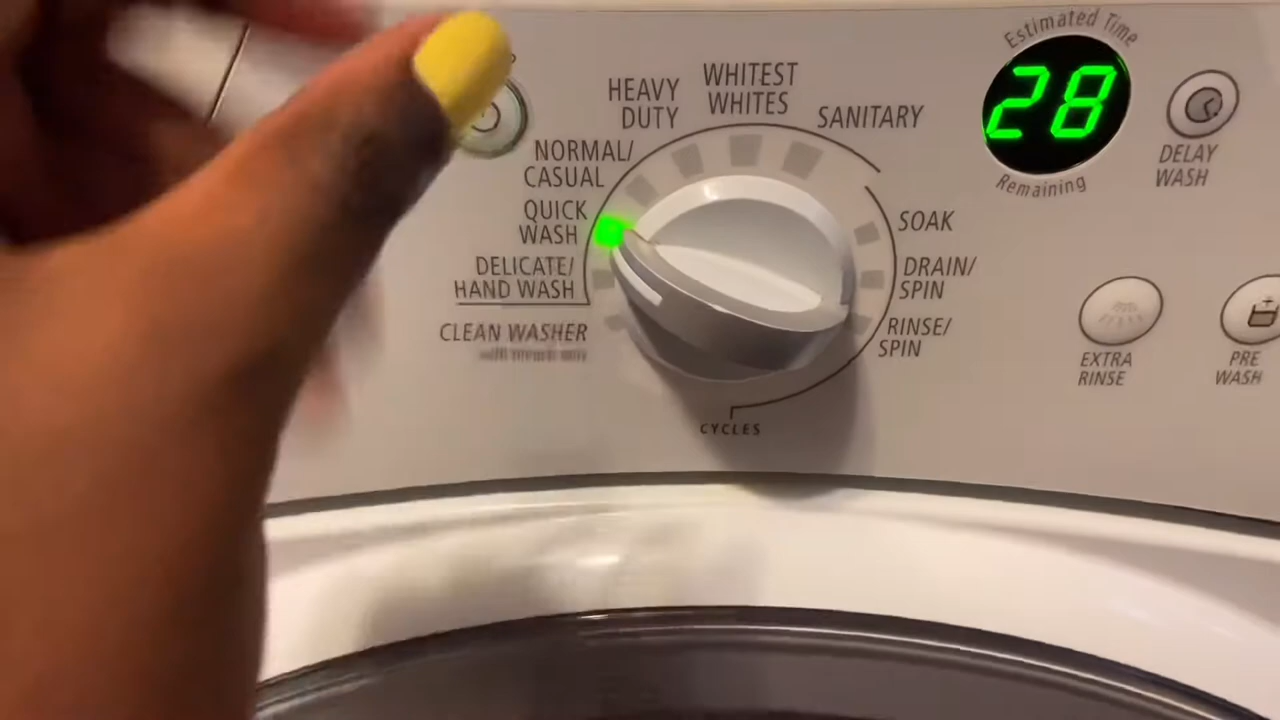 Estimated Time
28
Remaining
DELAY
WASH
HEAVY
DUTY
WHITEST
WHITES
SANITARY
NORMAL/
CASUAL
QUICK
WASH
DELICATE/
HAND WASH
CLEAN WASHER
SOAK
DRAIN/
SPIN
RINSE/
SPIN
CYCLES
EXTRA
RINSE
PRE
WASH